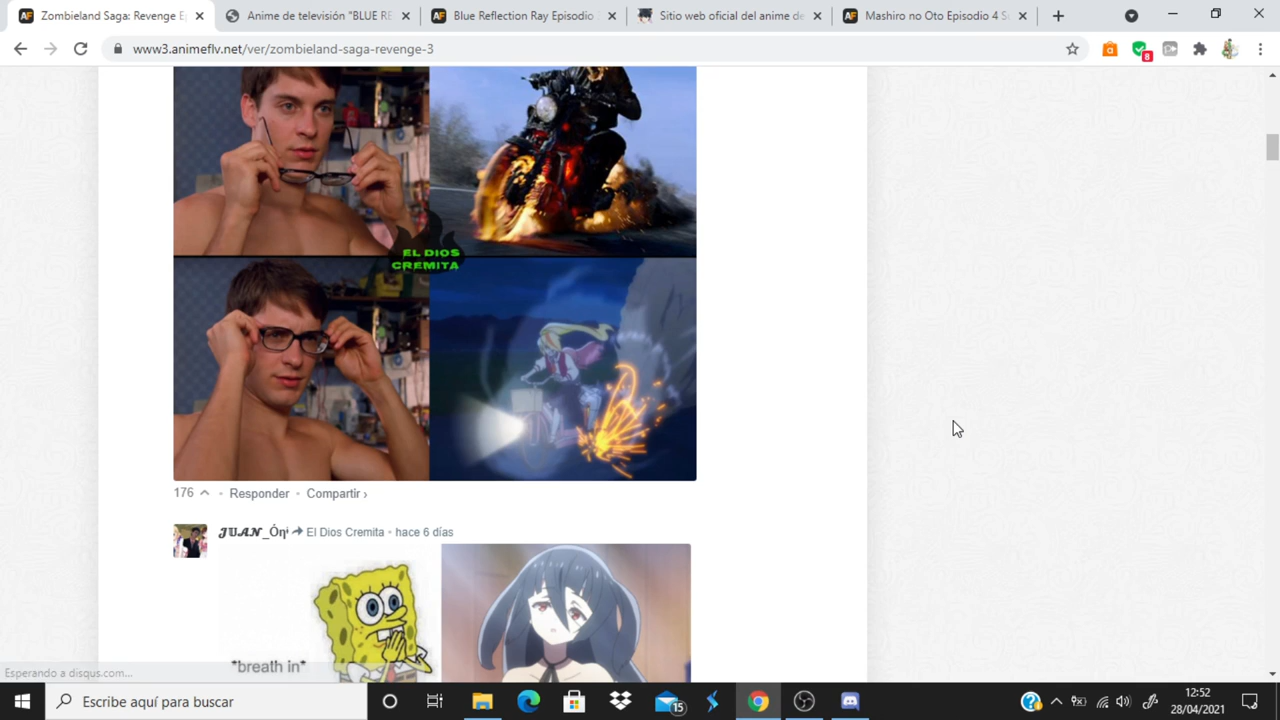 Zombieland Saga: Revenge E
Anime de televisión "BLUE RE
Blue Reflection Ray Episodio
Sitio web oficial del anime de
Mashiro no Oto Episodio 4 S
www3.animeflv.net/ver/zombieland-saga-revenge-3
8
EL DIOS
CREMITA
176 • Responder • Compartir ›
El Dios Cremita • hace 6 días
*breath in*
Esperando a disqus.com...
Escribe aquí para buscar
15
12:52
28/04/2021